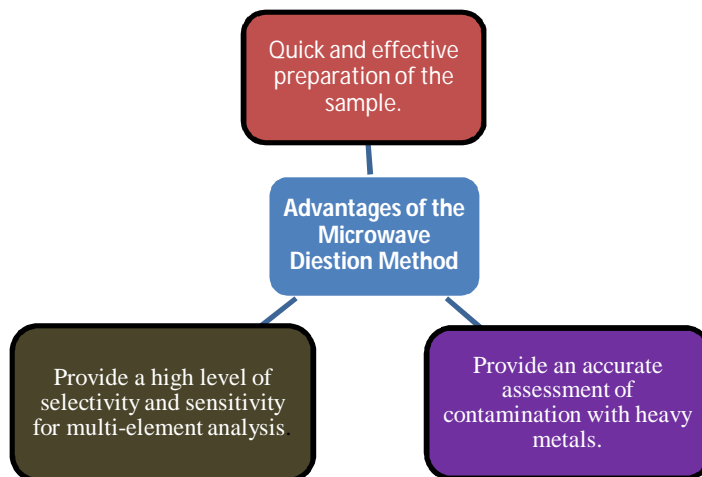 Quick and effective
preparation of the
sample.
Advantages of the
Microwave
Diestion Method
Provide a high level of
selectivity and sensitivity
for multi-element analysis.
Provide an accurate
assessment of
contamination with heavy
metals.